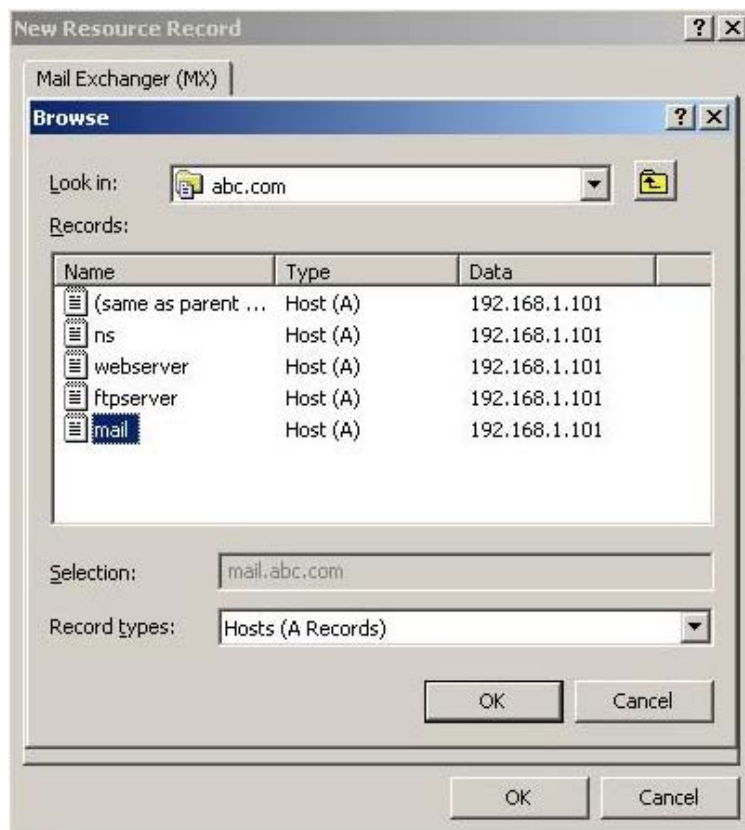 New Resource Record
Mail Exchanger (MX)
Browse
Look in: abc.com
Records:
Name Type Data
(same as parent ... Host (A) 192.168.1.101
ns Host (A) 192.168.1.101
webserver Host (A) 192.168.1.101
ftpserver Host (A) 192.168.1.101
mail Host (A) 192.168.1.101
Selection: mail.abc.com
Record types: Hosts (A Records)
OK Cancel
OK Cancel